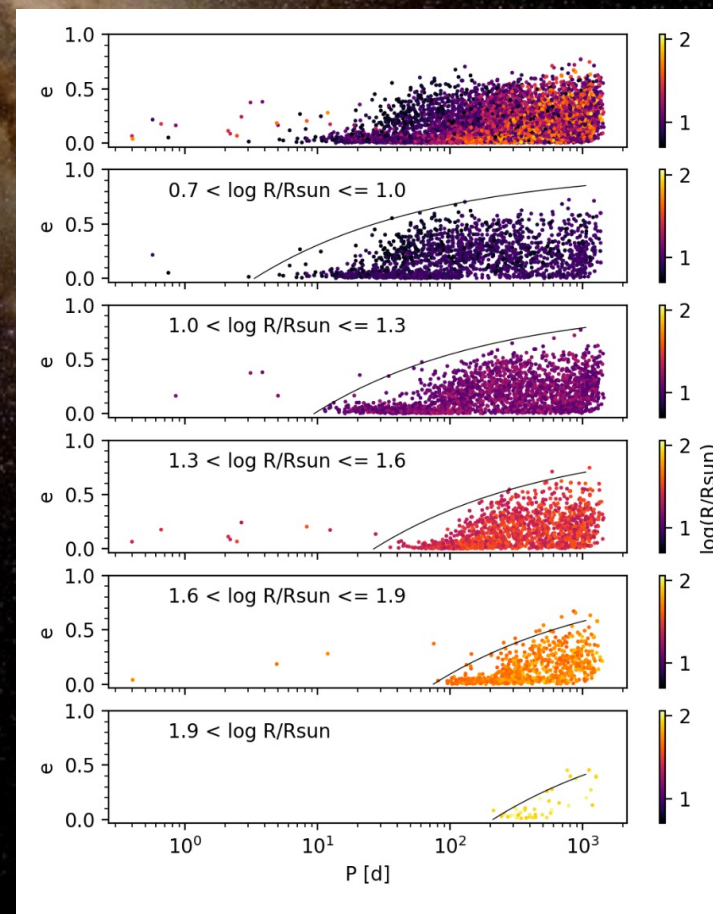 1.0
0.5
0.0
e
2
1
1.0
0.5
0.0
e
0.7 < log R/Rsun <= 1.0
2
1
1.0
0.5
0.0
e
1.0 < log R/Rsun <= 1.3
2
1
1.0
0.5
0.0
e
1.3 < log R/Rsun <= 1.6
2
1
log(R/Rsun)
1.0
0.5
0.0
e
1.6 < log R/Rsun <= 1.9
2
1
1.0
0.5
0.0
e
1.9 < log R/Rsun
2
1
10⁰ 10¹ 10² 10³
P [d]